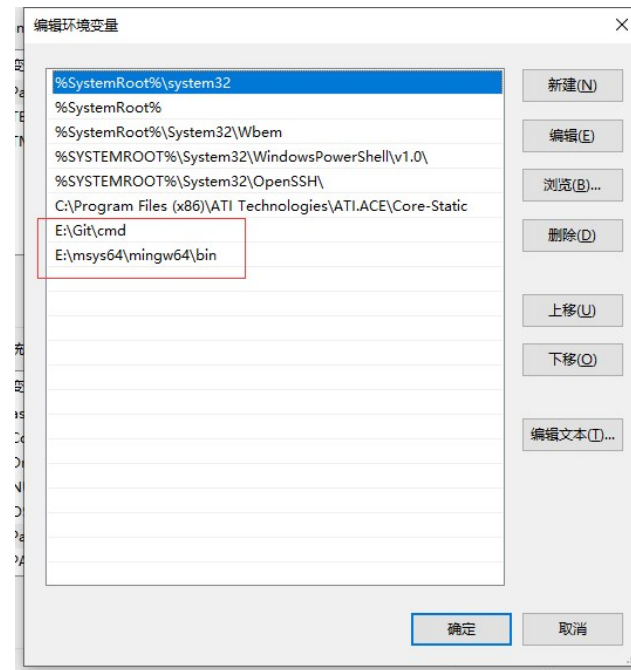 编辑环境变量
%SystemRoot%\system32
%SystemRoot%
%SystemRoot%\System32\Wbem
%SYSTEMROOT%\System32\WindowsPowerShell\v1.0\
%SYSTEMROOT%\System32\OpenSSH\
C:\Program Files (x86)\ATI Technologies\ATI.ACE\Core-Static
E:\Git\cmd
E:\msys64\mingw64\bin
新建(N)
编辑(E)
浏览(B)...
删除(D)
上移(U)
下移(O)
编辑文本(T)...
确定
取消